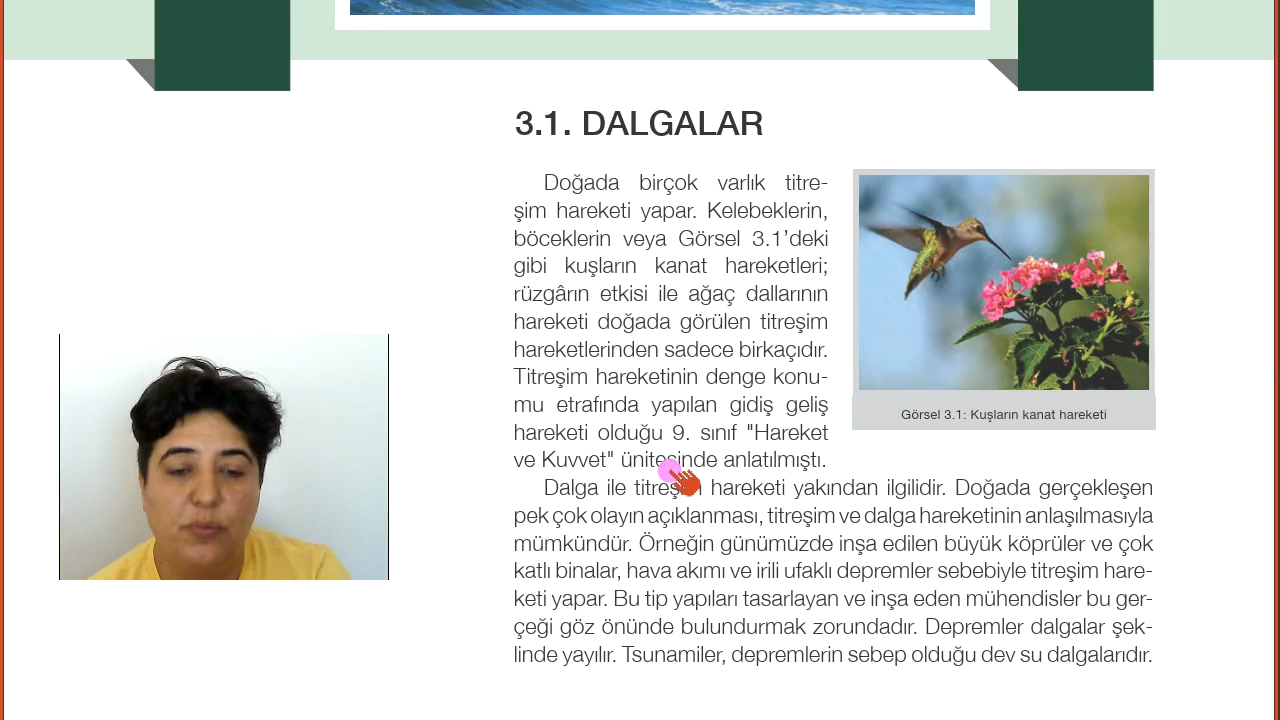 3.1. DALGALAR
Doğada birçok varlık titre-
şim hareketi yapar. Kelebeklerin,
böceklerin veya Görsel 3.1’deki
gibi kuşların kanat hareketleri;
rüzgârın etkisi ile ağaç dallarının
hareketi doğada görülen titreşim
hareketlerinden sadece birkaçıdır.
Titreşim hareketinin denge konu-
mu etrafında yapılan gidiş geliş
hareketi olduğu 9. sınıf "Hareket
ve Kuvvet" ünitesinde anlatılmıştı.
Görsel 3.1: Kuşların kanat hareketi
Dalga ile titreşim hareketi yakından ilgilidir. Doğada gerçekleşen
pek çok olayın açıklanması, titreşim ve dalga hareketinin anlaşılmasıyla
mümkündür. Örneğin günümüzde inşa edilen büyük köprüler ve çok
katlı binalar, hava akımı ve irili ufaklı depremler sebebiyle titreşim hare-
keti yapar. Bu tip yapıları tasarlayan ve inşa eden mühendisler bu ger-
çeği göz önünde bulundurmak zorundadır. Depremler dalgalar şek-
linde yayılır. Tsunamiler, depremlerin sebep olduğu dev su dalgalarıdır.